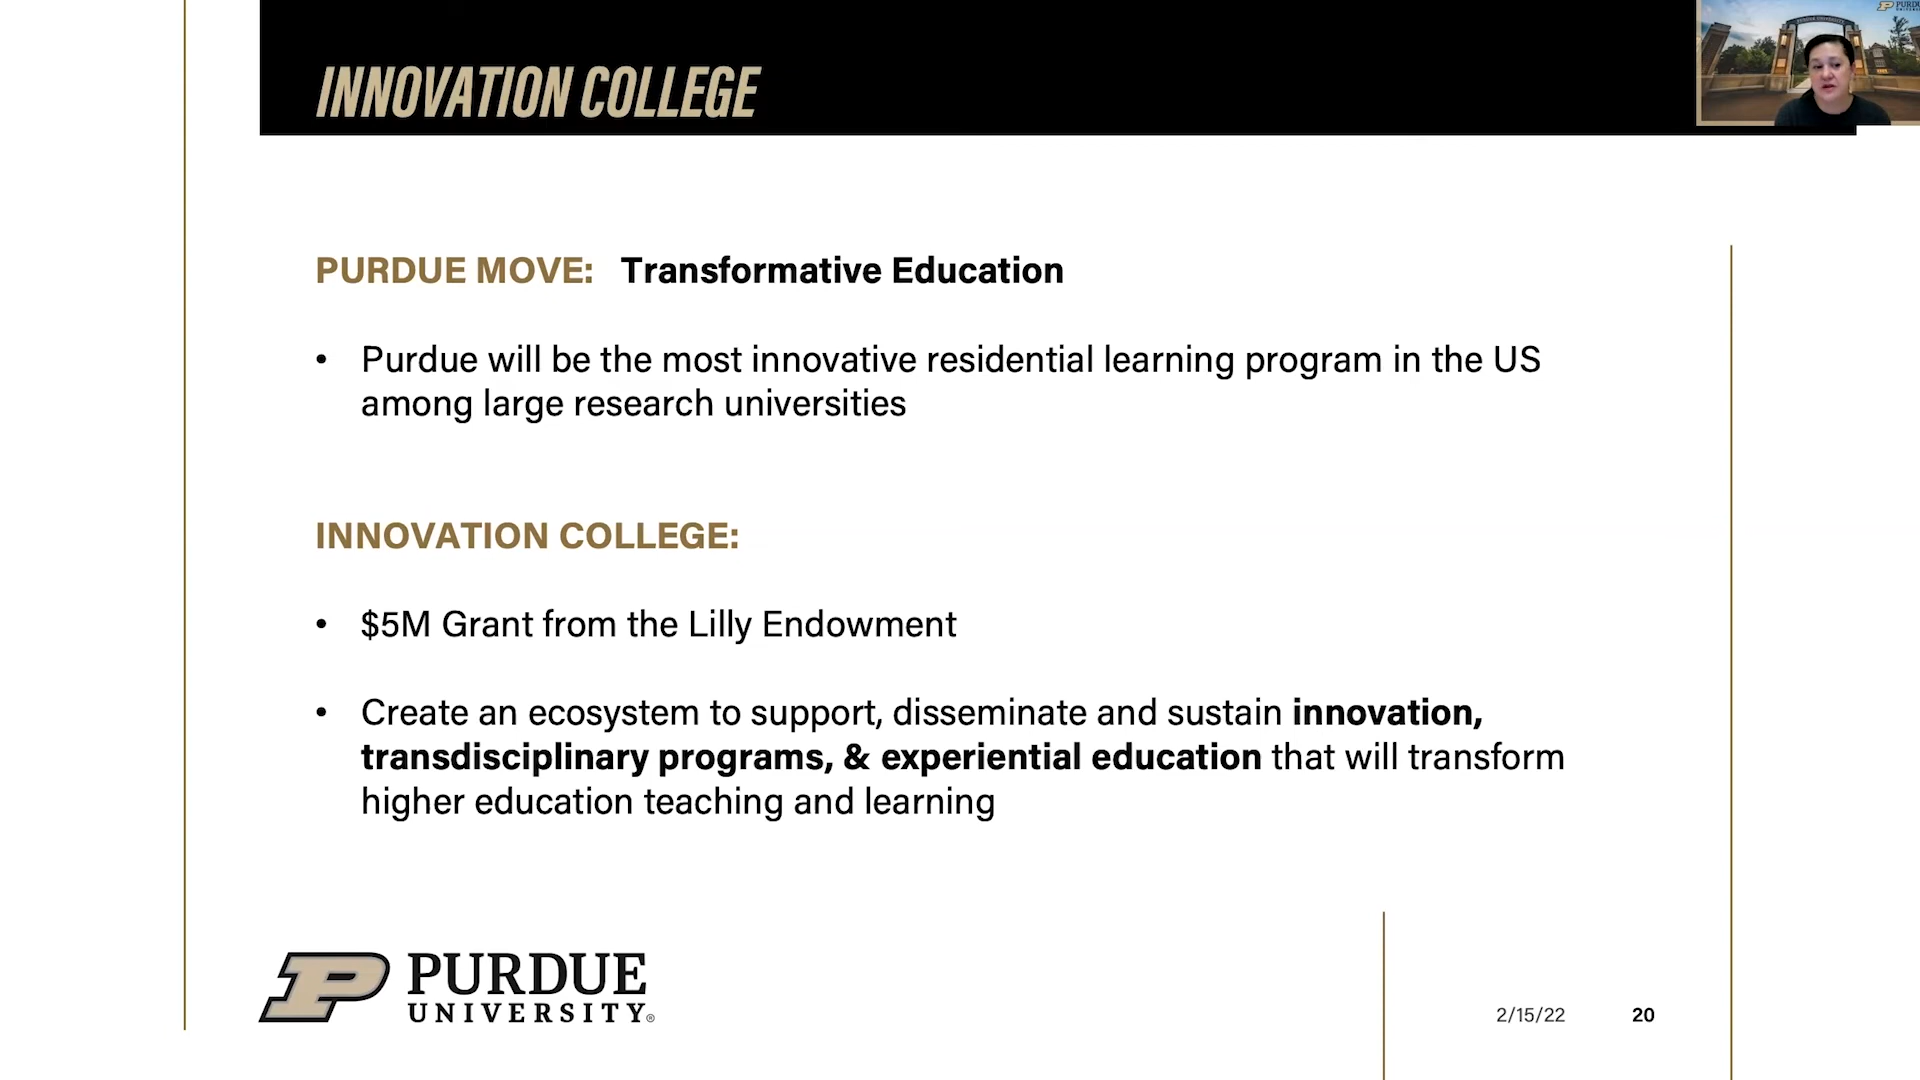 INNOVATION COLLEGE
PURDUE UNIVERSITY
PURDUE MOVE: Transformative Education
• Purdue will be the most innovative residential learning program in the US
among large research universities
INNOVATION COLLEGE:
• $5M Grant from the Lilly Endowment
• Create an ecosystem to support, disseminate and sustain innovation,
transdisciplinary programs, & experiential education that will transform
higher education teaching and learning
P PURDUE
UNIVERSITY®
2/15/22 20